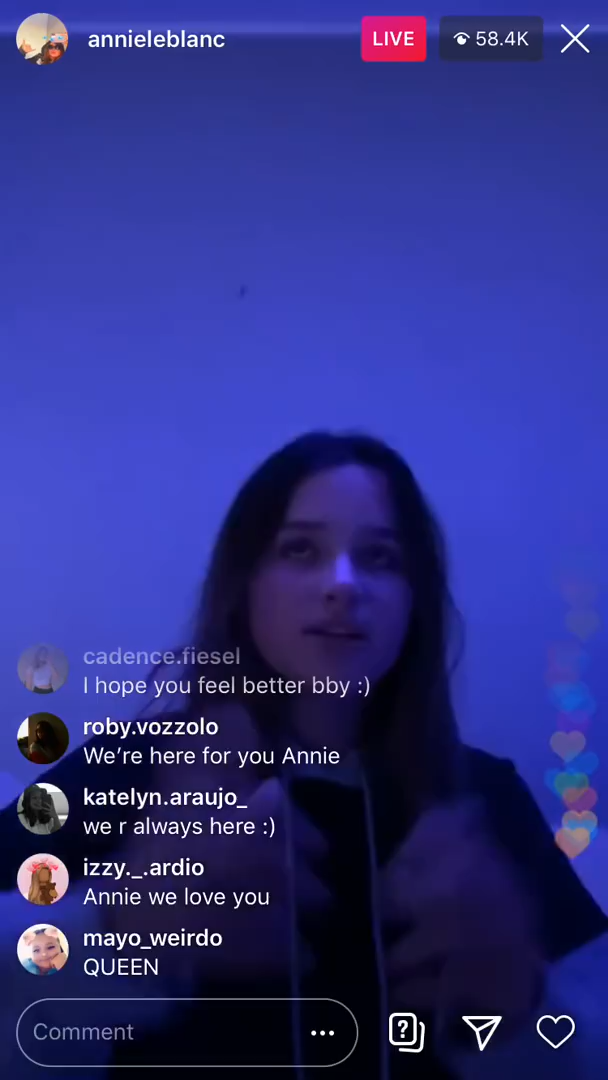 annieleblanc LIVE 58.4K
cadence.fiesel
I hope you feel better bby :)
roby.vozzolo
We’re here for you Annie
katelyn.araujo_
we r always here :)
izzy._.ardio
Annie we love you
mayo_weirdo
QUEEN
Comment